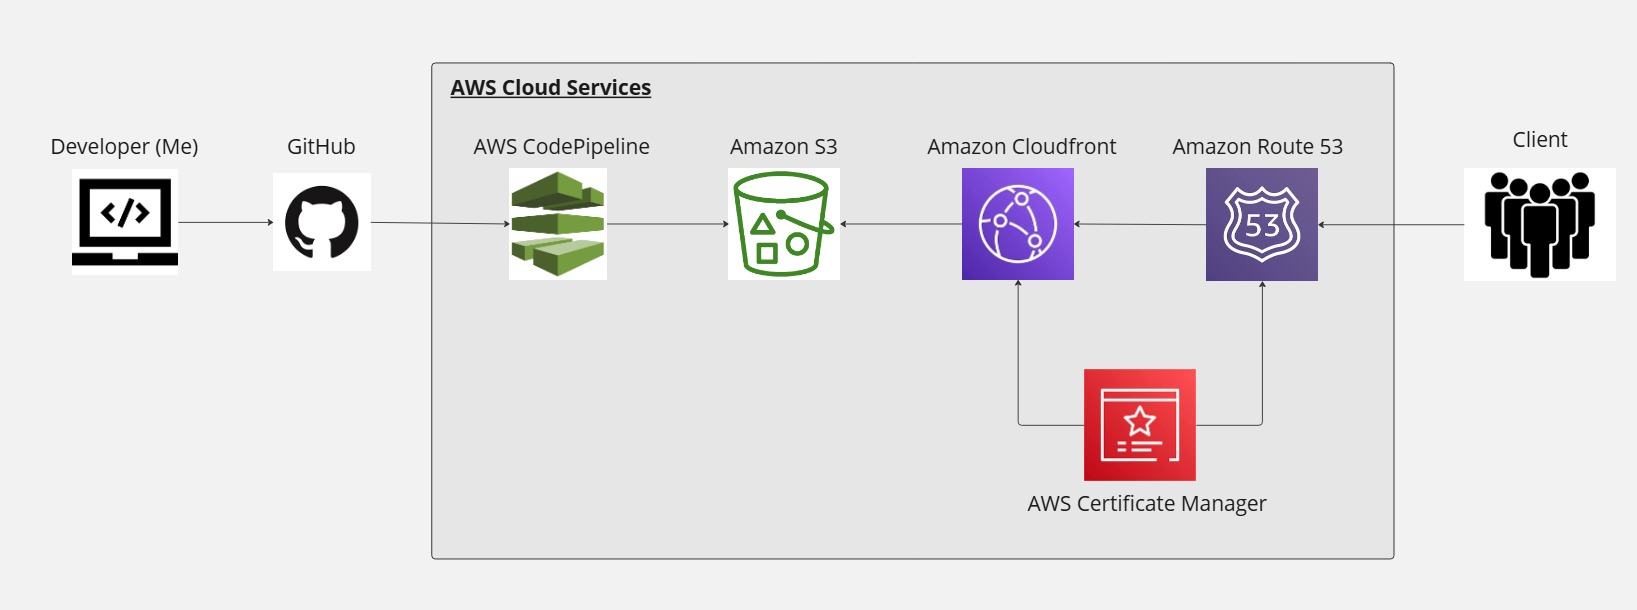 AWS Cloud Services
Developer (Me)
GitHub
AWS CodePipeline
Amazon S3
Amazon Cloudfront
Amazon Route 53
Client
53
AWS Certificate Manager